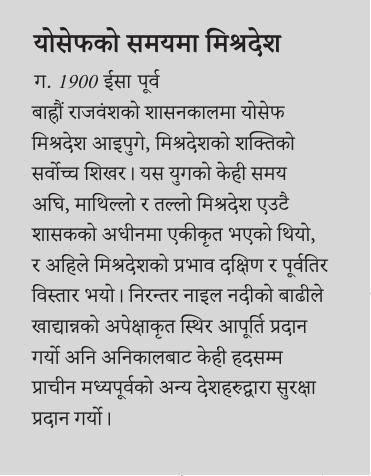 योसेफको समयमा मिश्रदेश
ग. 1900 ईसा पूर्व
बाह्रौं राजवंशको शासनकालमा योसेफ
मिश्रदेश आइपुगे, मिश्रदेशको शक्तिको
सर्वोच्च शिखर। यस युगको केही समय
अघि, माथिल्लो र तल्लो मिश्रदेश एउटै
शासकको अधीनमा एकीकृत भएको थियो,
र अहिले मिश्रदेशको प्रभाव दक्षिण र पूर्वतिर
विस्तार भयो। निरन्तर नाइल नदीको बाढीले
खाद्यान्नको अपेक्षाकृत स्थिर आपूर्ति प्रदान
गर्यो अनि अनिकालबाट केही हदसम्म
प्राचीन मध्यपूर्वको अन्य देशहरुद्वारा सुरक्षा
प्रदान गर्यो।